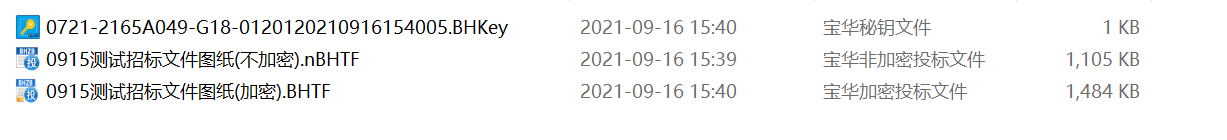 0721-2165A049-G18-0120120210916154005.BHKey 2021-09-16 15:40 宝华秘钥文件 1 KB
BHZB 投 0915测试招标文件图纸(不加密).nBHTF 2021-09-16 15:39 宝华非加密投标文件 1,105 KB
BHZB 投 0915测试招标文件图纸(加密).BHTF 2021-09-16 15:40 宝华加密投标文件 1,484 KB